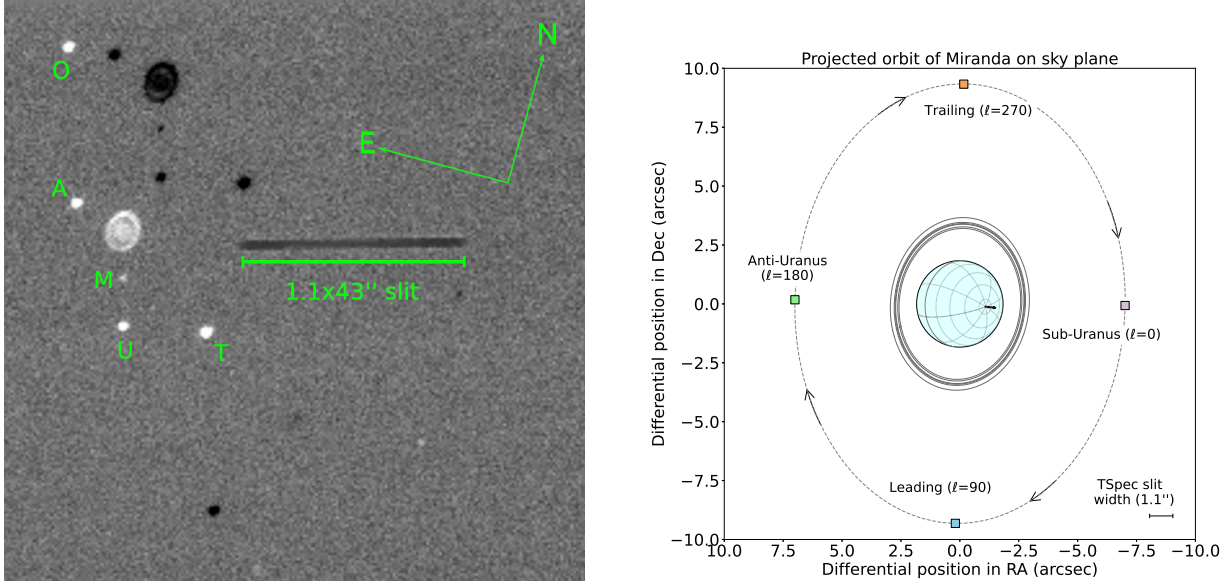 O
N
E
A
M
1.1x43'' slit
U
T
Projected orbit of Miranda on sky plane
Differential position in Dec (arcsec)
10.0
7.5
5.0
2.5
0.0
−2.5
−5.0
−7.5
−10.0
Trailing (ℓ=270)
Anti-Uranus
(ℓ=180)
Sub-Uranus (ℓ=0)
Leading (ℓ=90)
TSpec slit
width (1.1'')
10.0 7.5 5.0 2.5 0.0 −2.5 −5.0 −7.5 −10.0
Differential position in RA (arcsec)